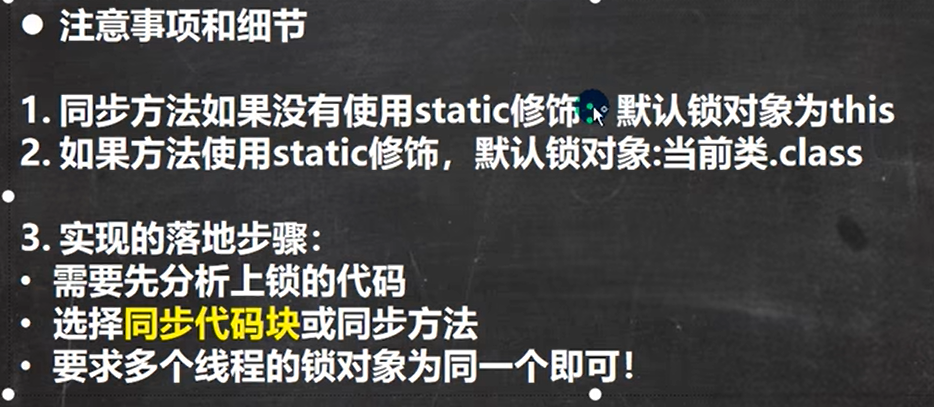 ● 注意事项和细节
1. 同步方法如果没有使用static修饰：默认锁对象为this
2. 如果方法使用static修饰，默认锁对象:当前类.class
3. 实现的落地步骤：
• 需要先分析上锁的代码
• 选择同步代码块或同步方法
• 要求多个线程的锁对象为同一个即可！